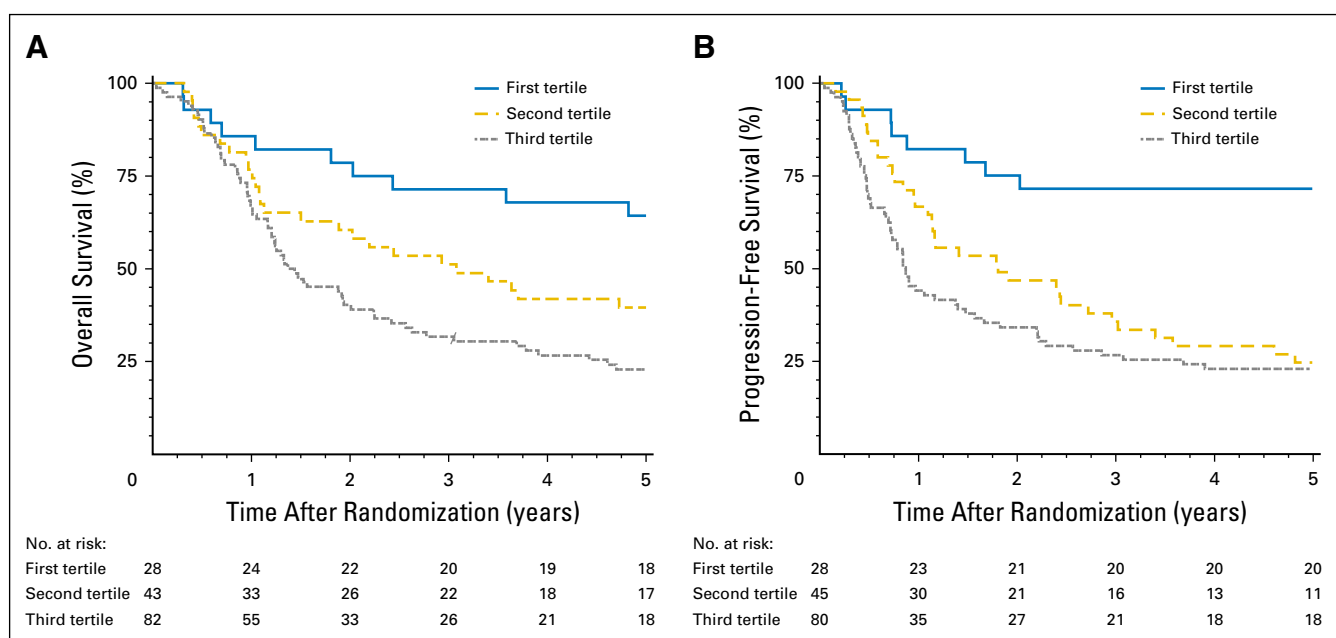 A
Overall Survival (%)
100
75
50
25
0
1
2
3
4
5
First tertile
Second tertile
Third tertile
Time After Randomization (years)
No. at risk:
First tertile 28 24 22 20 19 18
Second tertile 43 33 26 22 18 17
Third tertile 82 55 33 26 21 18
B
Progression-Free Survival (%)
100
75
50
25
0
1
2
3
4
5
First tertile
Second tertile
Third tertile
Time After Randomization (years)
No. at risk:
First tertile 28 23 21 20 20 20
Second tertile 45 30 21 16 13 11
Third tertile 80 35 27 21 18 18